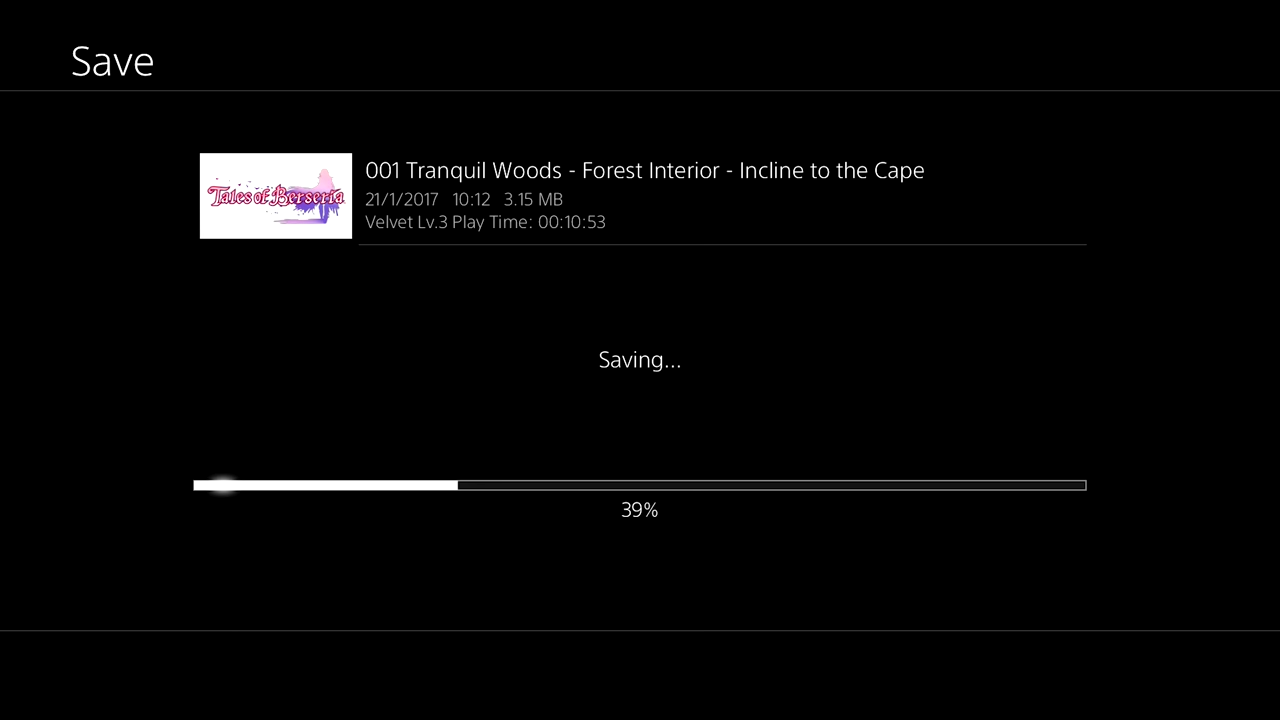 Save
Tales of Berseria
001 Tranquil Woods - Forest Interior - Incline to the Cape
21/1/2017 10:12 3.15 MB
Velvet Lv.3 Play Time: 00:10:53
Saving...
39%